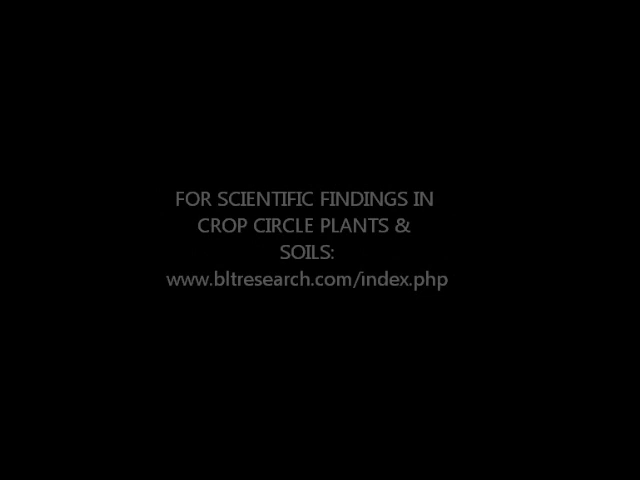 FOR SCIENTIFIC FINDINGS IN
CROP CIRCLE PLANTS &
SOILS:
www.bltresearch.com/index.php